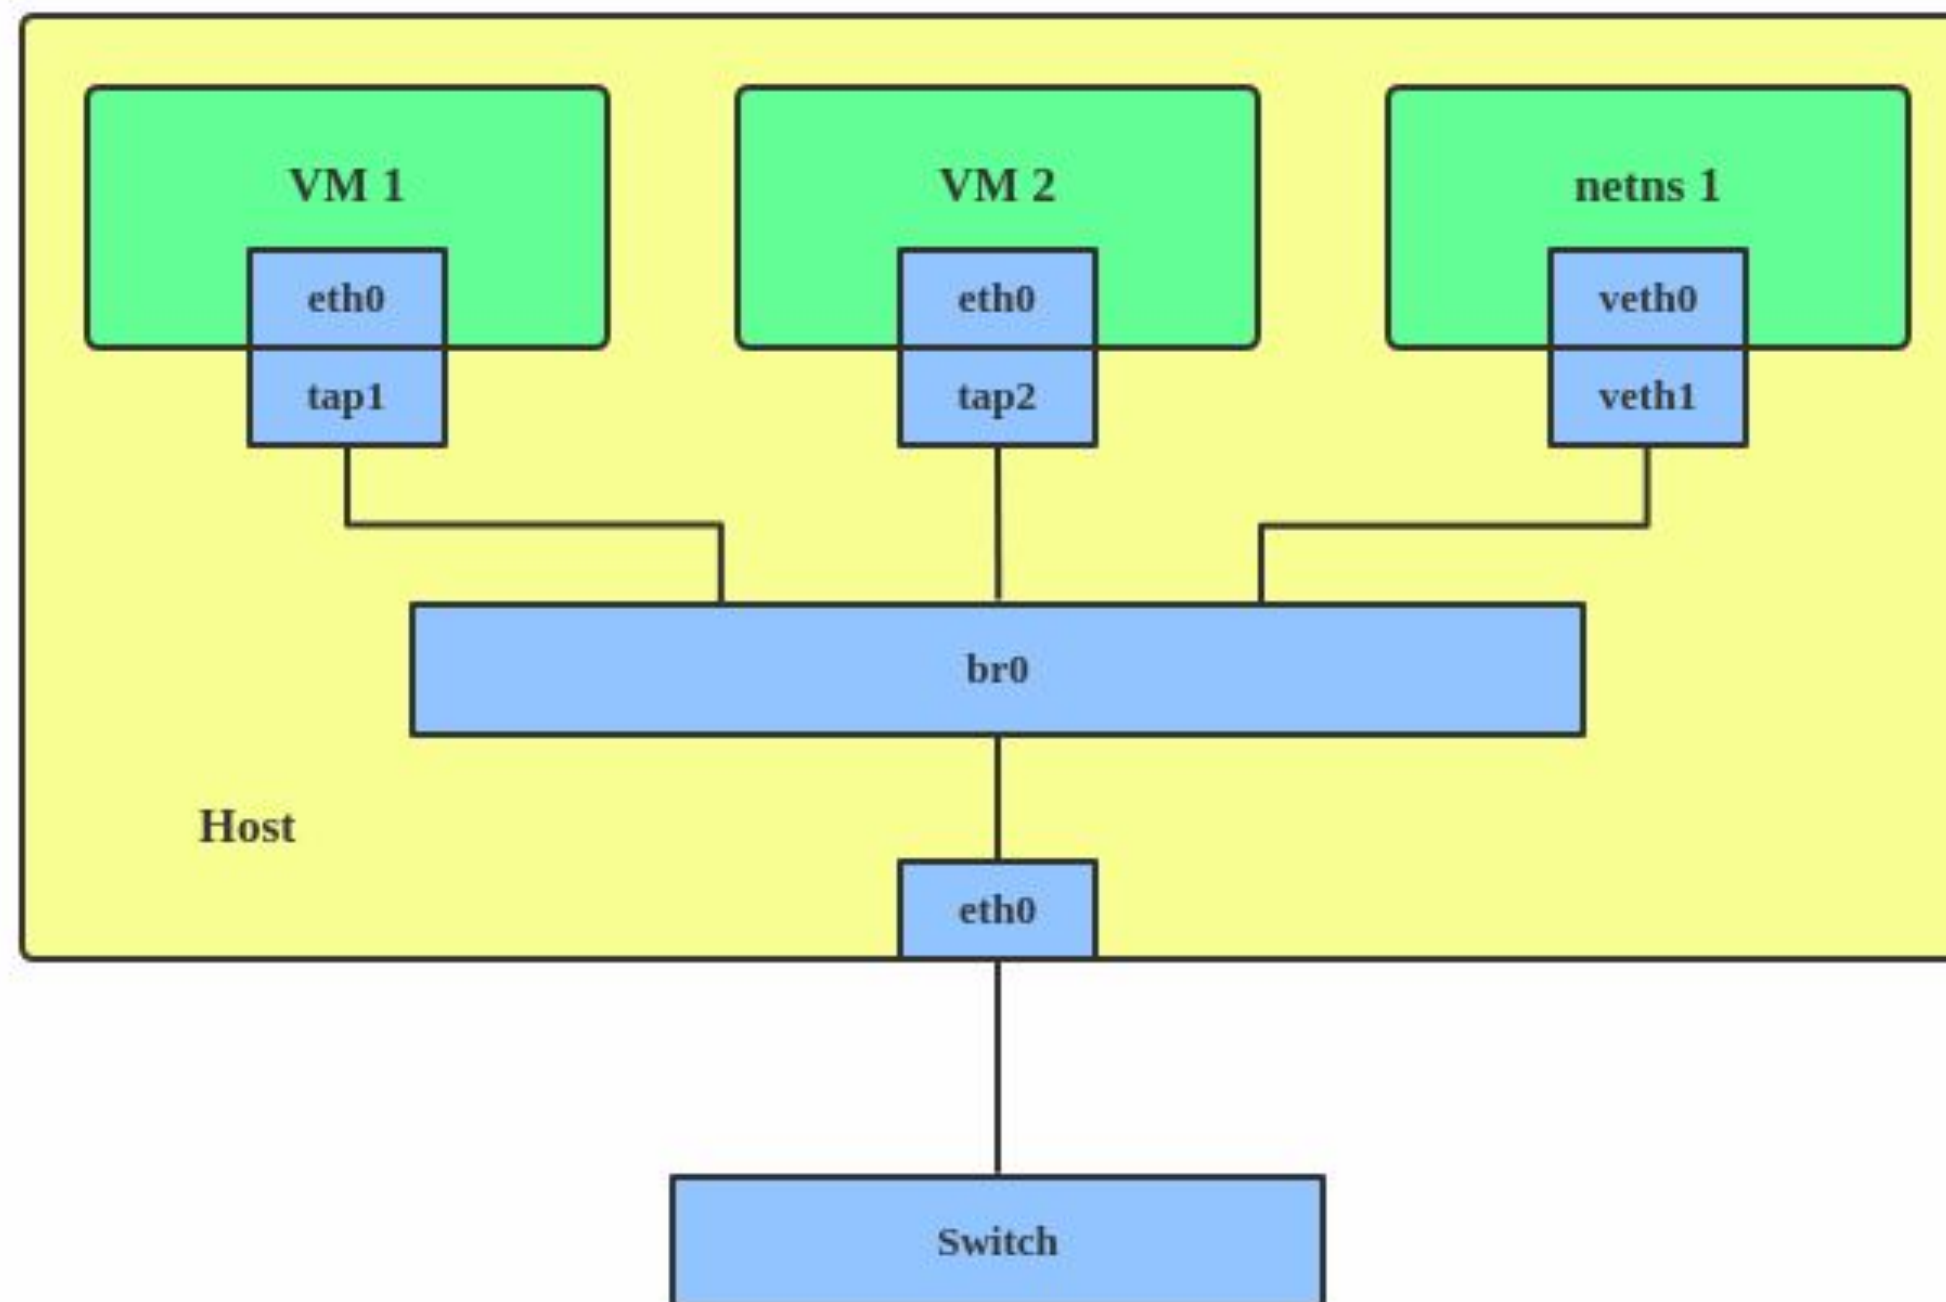 VM 1
VM 2
netns 1
eth0
eth0
veth0
tap1
tap2
veth1
br0
Host
eth0
Switch